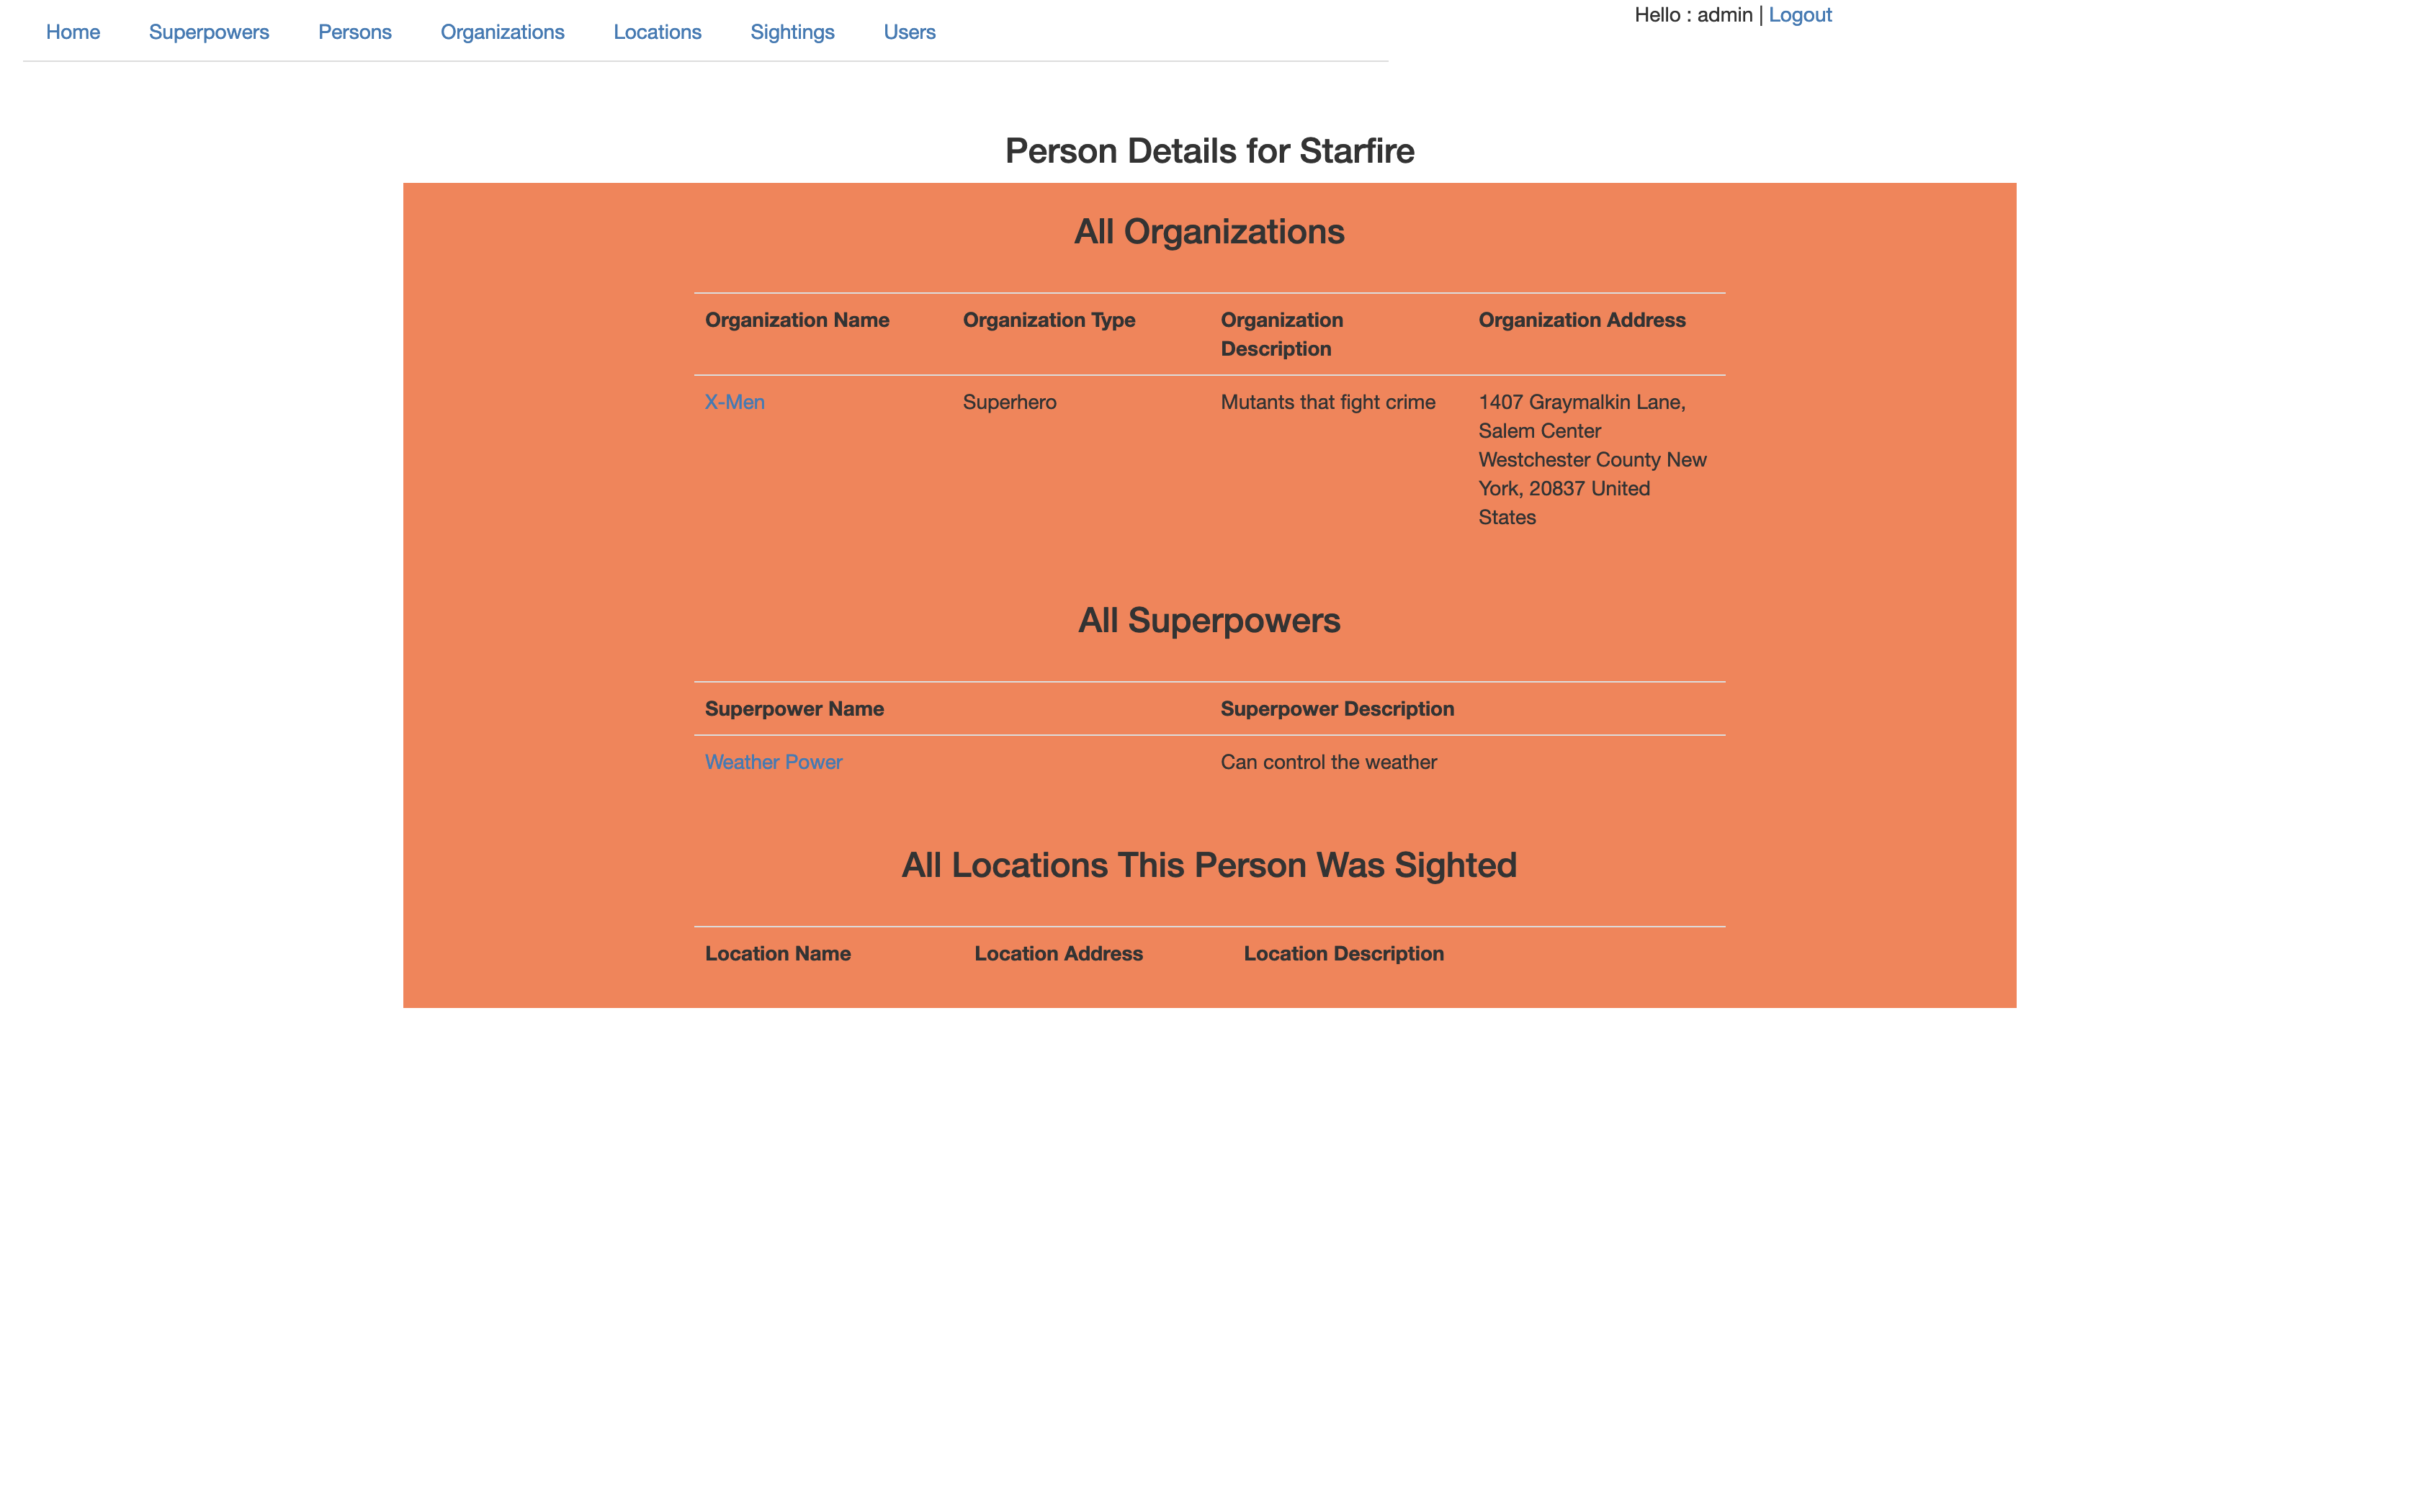 Home Superpowers Persons Organizations Locations Sightings Users
Hello : admin | Logout
Person Details for Starfire
All Organizations
Organization Name Organization Type Organization Description Organization Address
X-Men Superhero Mutants that fight crime 1407 Graymalkin Lane,
Salem Center
Westchester County New
York, 20837 United
States
All Superpowers
Superpower Name Superpower Description
Weather Power Can control the weather
All Locations This Person Was Sighted
Location Name Location Address Location Description